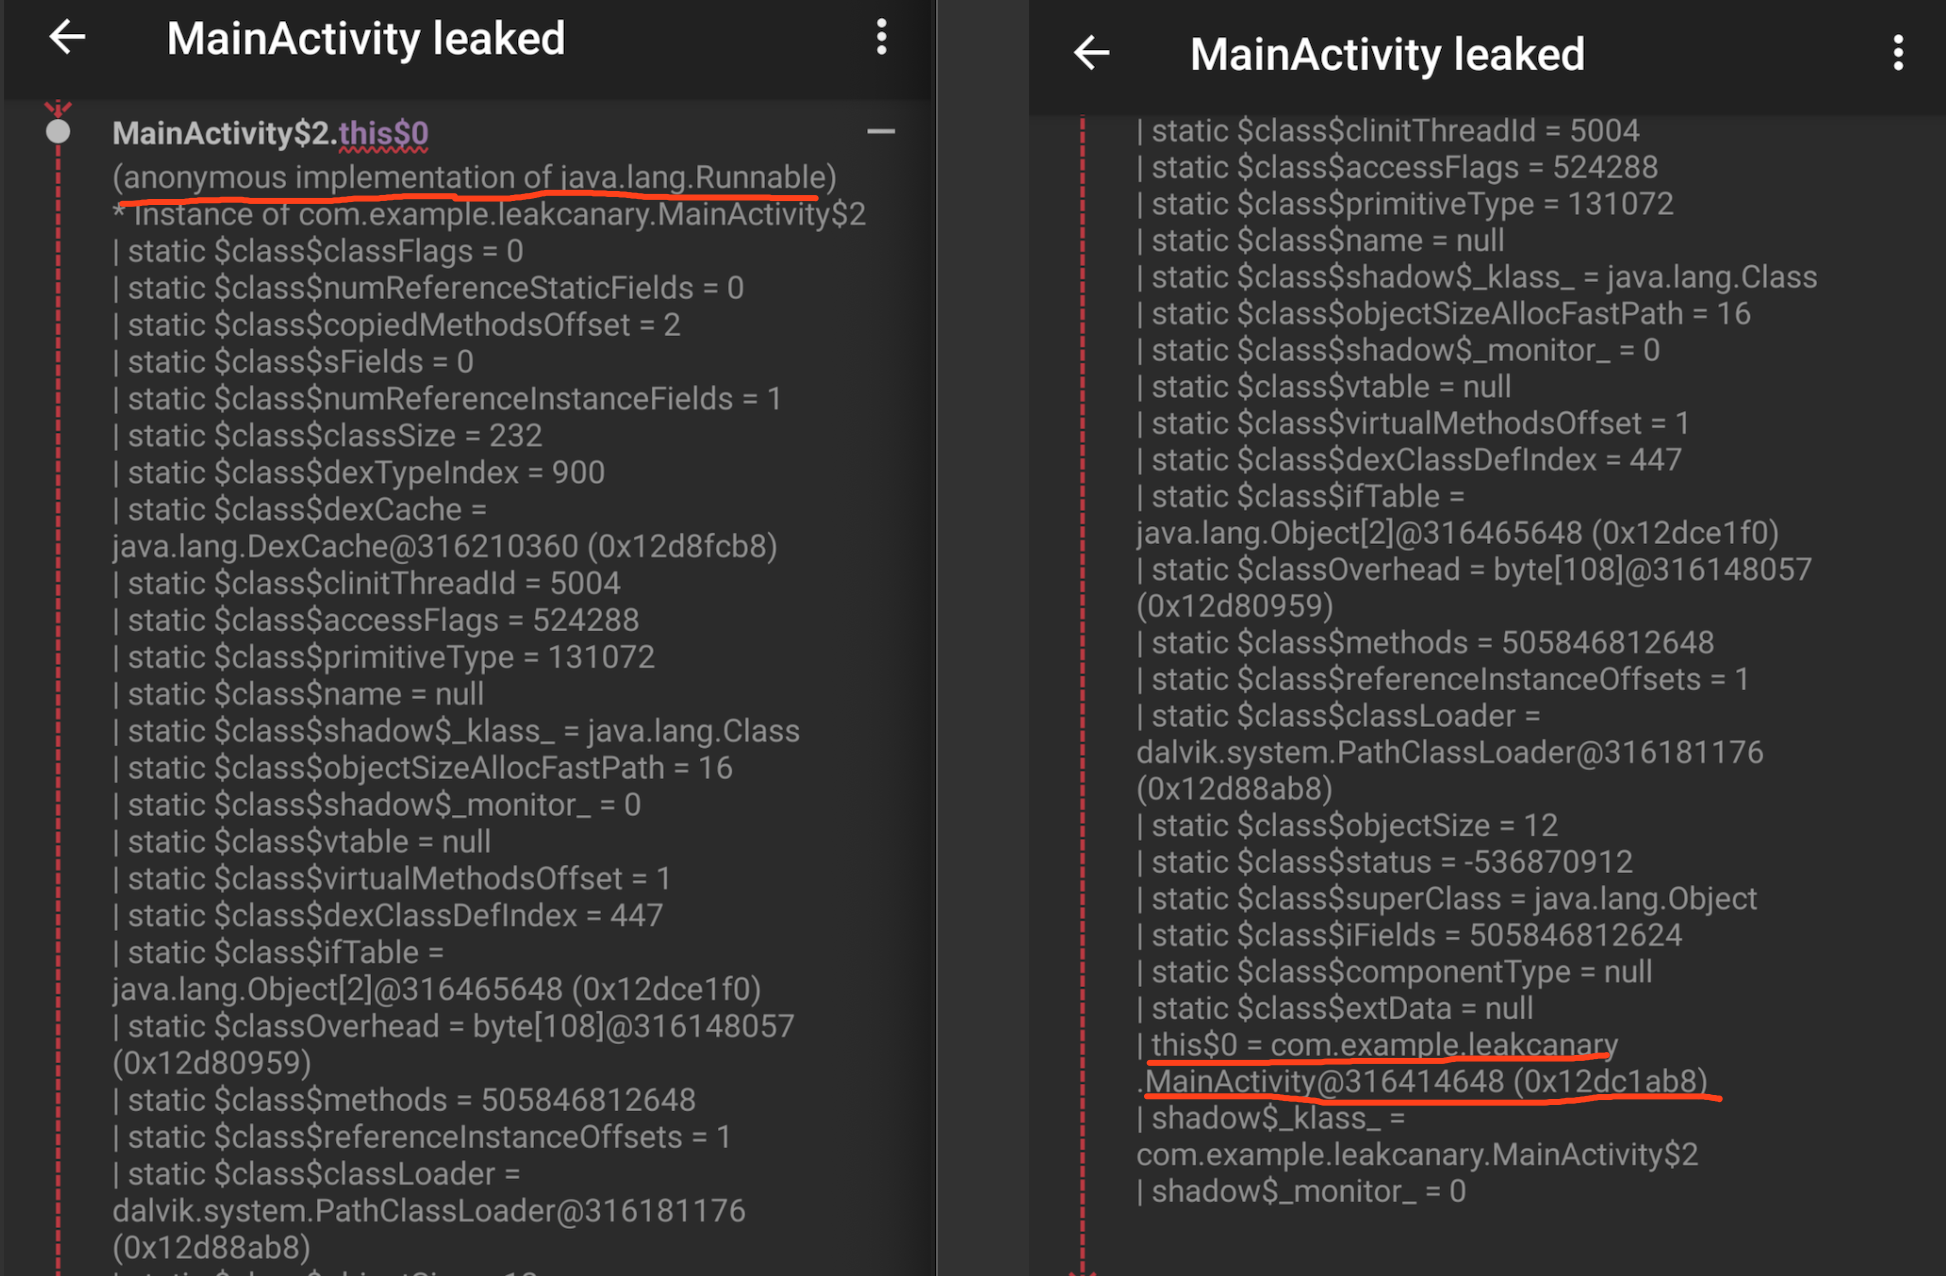 MainActivity leaked
MainActivity$2.this$0
(anonymous implementation of java.lang.Runnable)
* Instance of com.example.leakcanary.MainActivity$2
| static $class$classFlags = 0
| static $class$numReferenceStaticFields = 0
| static $class$copiedMethodsOffset = 2
| static $class$sFields = 0
| static $class$numReferenceInstanceFields = 1
| static $class$classSize = 232
| static $class$dexTypeIndex = 900
| static $class$dexCache =
java.lang.DexCache@316210360 (0x12d8fcb8)
| static $class$clinitThreadId = 5004
| static $class$accessFlags = 524288
| static $class$primitiveType = 131072
| static $class$name = null
| static $class$shadow$_klass_ = java.lang.Class
| static $class$objectSizeAllocFastPath = 16
| static $class$shadow$_monitor_ = 0
| static $class$vtable = null
| static $class$virtualMethodsOffset = 1
| static $class$dexClassDefIndex = 447
| static $class$ifTable =
java.lang.Object[2]@316465648 (0x12dce1f0)
| static $classOverhead = byte[108]@316148057
(0x12d80959)
| static $class$methods = 505846812648
| static $class$referenceInstanceOffsets = 1
| static $class$classLoader =
dalvik.system.PathClassLoader@316181176
(0x12d88ab8)
MainActivity leaked
| static $class$clinitThreadId = 5004
| static $class$accessFlags = 524288
| static $class$primitiveType = 131072
| static $class$name = null
| static $class$shadow$_klass_ = java.lang.Class
| static $class$objectSizeAllocFastPath = 16
| static $class$shadow$_monitor_ = 0
| static $class$vtable = null
| static $class$virtualMethodsOffset = 1
| static $class$dexClassDefIndex = 447
| static $class$ifTable =
java.lang.Object[2]@316465648 (0x12dce1f0)
| static $classOverhead = byte[108]@316148057
(0x12d80959)
| static $class$methods = 505846812648
| static $class$referenceInstanceOffsets = 1
| static $class$classLoader =
dalvik.system.PathClassLoader@316181176
(0x12d88ab8)
| static $class$objectSize = 12
| static $class$status = -536870912
| static $class$superClass = java.lang.Object
| static $class$iFields = 505846812624
| static $class$componentType = null
| static $class$extData = null
| this$0 = com.example.leakcanary
.MainActivity@316414648 (0x12dc1ab8)
| shadow$_klass_ =
com.example.leakcanary.MainActivity$2
| shadow$_monitor_ = 0